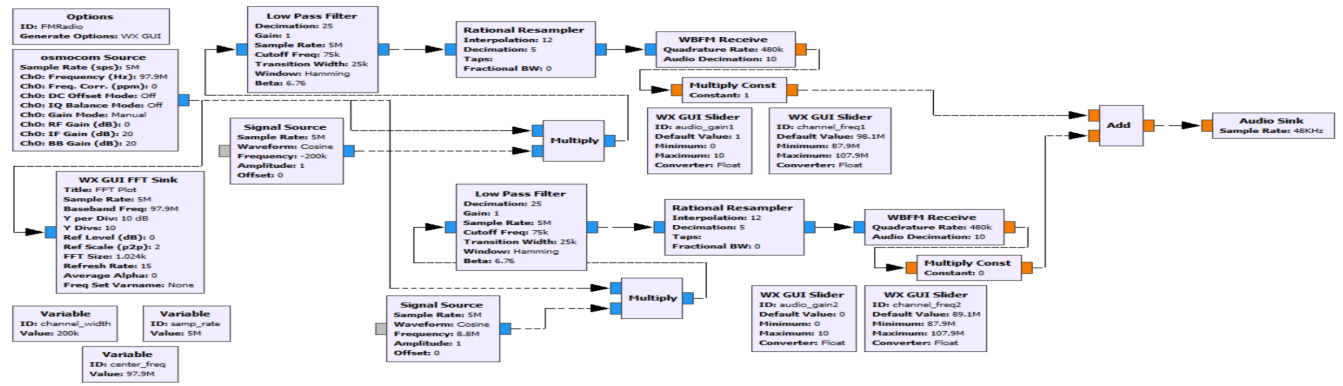 Options
ID: FMRadio
Generate Options: WX GUI
osmocom Source
Sample Rate (sps): 5M
Ch0: Frequency (Hz): 97.9M
Ch0: Freq. Corr. (ppm): 0
Ch0: DC Offset Mode: Off
Ch0: IQ Balance Mode: Off
Ch0: Gain Mode: Manual
Ch0: RF Gain (dB): 0
Ch0: IF Gain (dB): 20
Ch0: BB Gain (dB): 20
WX GUI FFT Sink
Title: FFT Plot
Sample Rate: 5M
Baseband Freq: 97.9M
Y per Div: 10 dB
Y Divs: 10
Ref Level (dB): 0
Ref Scale (p2p): 2
FFT Size: 1.024k
Refresh Rate: 15
Average Alpha: 0
Freq Set Varname: None
Variable
ID: channel_width
Value: 200k
Variable
ID: samp_rate
Value: 5M
Variable
ID: center_freq
Value: 97.9M
Low Pass Filter
Decimation: 25
Gain: 1
Sample Rate: 5M
Cutoff Freq: 75k
Transition Width: 25k
Window: Hamming
Beta: 6.76
Rational Resampler
Interpolation: 12
Decimation: 5
Taps:
Fractional BW: 0
WBFM Receive
Quadrature Rate: 480k
Audio Decimation: 10
Multiply Const
Constant: 1
Signal Source
Sample Rate: 5M
Waveform: Cosine
Frequency: -200k
Amplitude: 1
Offset: 0
Multiply
WX GUI Slider
ID: audio_gain1
Default Value: 1
Minimum: 0
Maximum: 10
Converter: Float
WX GUI Slider
ID: channel_freq1
Default Value: 98.1M
Minimum: 87.9M
Maximum: 107.9M
Converter: Float
Add
Audio Sink
Sample Rate: 48KHz
Low Pass Filter
Decimation: 25
Gain: 1
Sample Rate: 5M
Cutoff Freq: 75k
Transition Width: 25k
Window: Hamming
Beta: 6.76
Rational Resampler
Interpolation: 12
Decimation: 5
Taps:
Fractional BW: 0
WBFM Receive
Quadrature Rate: 480k
Audio Decimation: 10
Multiply Const
Constant: 0
Signal Source
Sample Rate: 5M
Waveform: Cosine
Frequency: 8.8M
Amplitude: 1
Offset: 0
Multiply
WX GUI Slider
ID: audio_gain2
Default Value: 0
Minimum: 0
Maximum: 10
Converter: Float
WX GUI Slider
ID: channel_freq2
Default Value: 89.1M
Minimum: 87.9M
Maximum: 107.9M
Converter: Float